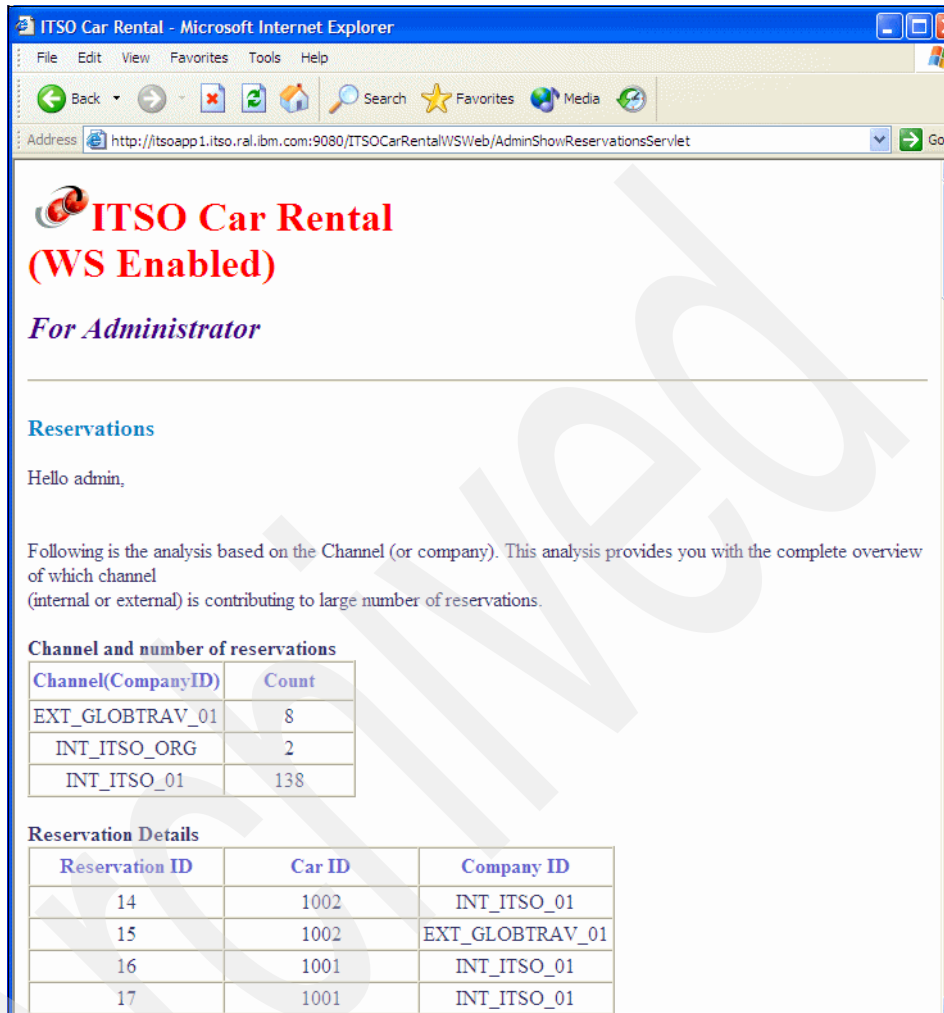 ITSO Car Rental - Microsoft Internet Explorer
File Edit View Favorites Tools Help
Back Search Favorites Media
Address http://itsoapp1.itso.ral.ibm.com:9080/ITSOCarRentalWSWeb/AdminShowReservationsServlet Go
ITSO Car Rental
(WS Enabled)
For Administrator
Reservations
Hello admin,
Following is the analysis based on the Channel (or company). This analysis provides you with the complete overview
of which channel
(internal or external) is contributing to large number of reservations.
Channel and number of reservations
Channel(CompanyID) Count
EXT_GLOBTRAV_01 8
INT_ITSO_ORG 2
INT_ITSO_01 138
Reservation Details
Reservation ID Car ID Company ID
14 1002 INT_ITSO_01
15 1002 EXT_GLOBTRAV_01
16 1001 INT_ITSO_01
17 1001 INT_ITSO_01